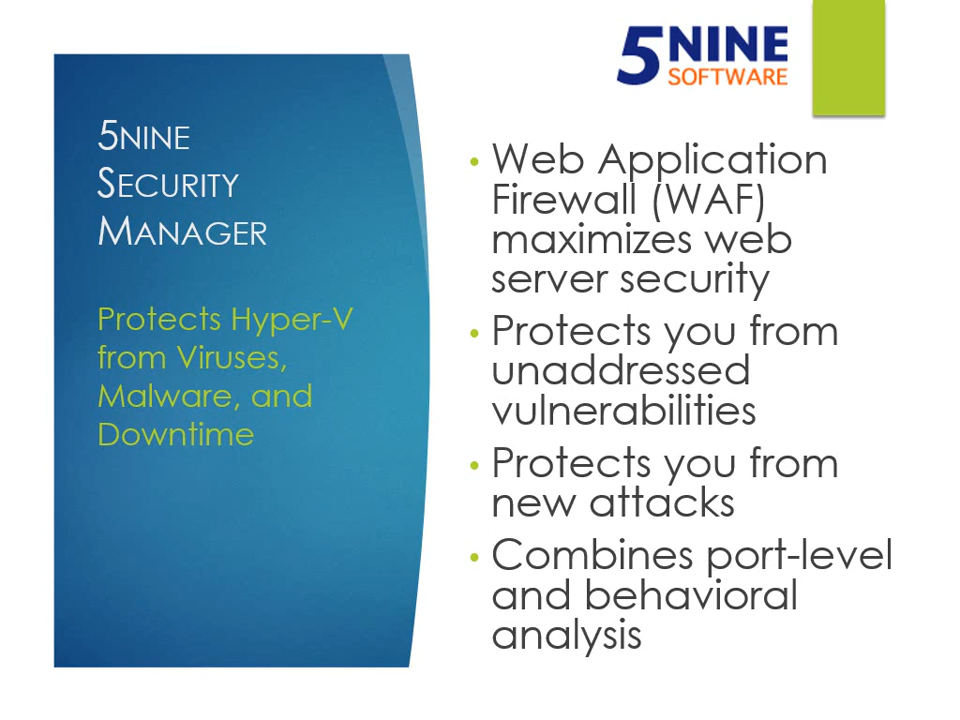 5NINE
SOFTWARE
5NINE
SECURITY
MANAGER
Protects Hyper-V
from Viruses,
Malware, and
Downtime
• Web Application
Firewall (WAF)
maximizes web
server security
• Protects you from
unaddressed
vulnerabilities
• Protects you from
new attacks
• Combines port-level
and behavioral
analysis